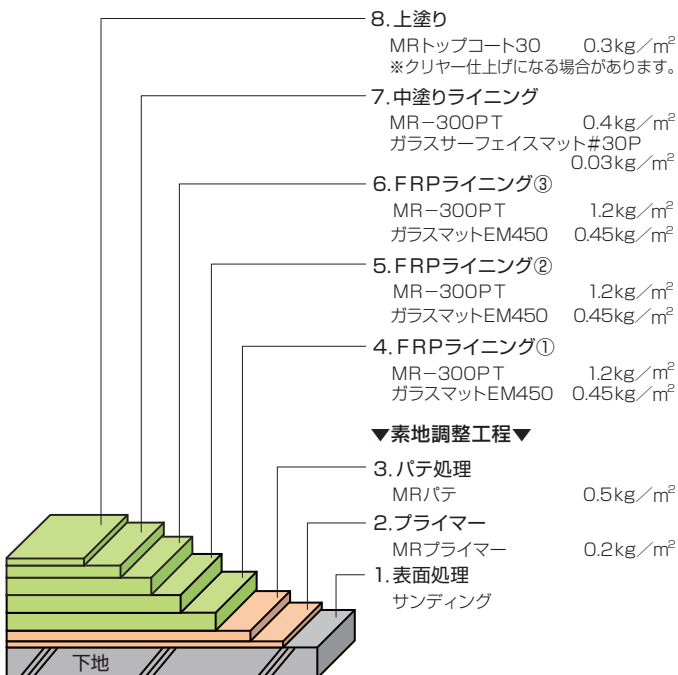 8.上塗り
MRトップコート30 0.3kg／m²
※クリヤー仕上げになる場合があります。
7.中塗りライニング
MR−300PT 0.4kg／m²
ガラスサーフェイスマット＃30P
0.03kg／m²
6.FRPライニング③
MR−300PT 1.2kg／m²
ガラスマットEM450 0.45kg／m²
5.FRPライニング②
MR−300PT 1.2kg／m²
ガラスマットEM450 0.45kg／m²
4.FRPライニング①
MR−300PT 1.2kg／m²
ガラスマットEM450 0.45kg／m²
▼素地調整工程▼
3.パテ処理
MRパテ 0.5kg／m²
2.プライマー
MRプライマー 0.2kg／m²
1.表面処理
サンディング
下地